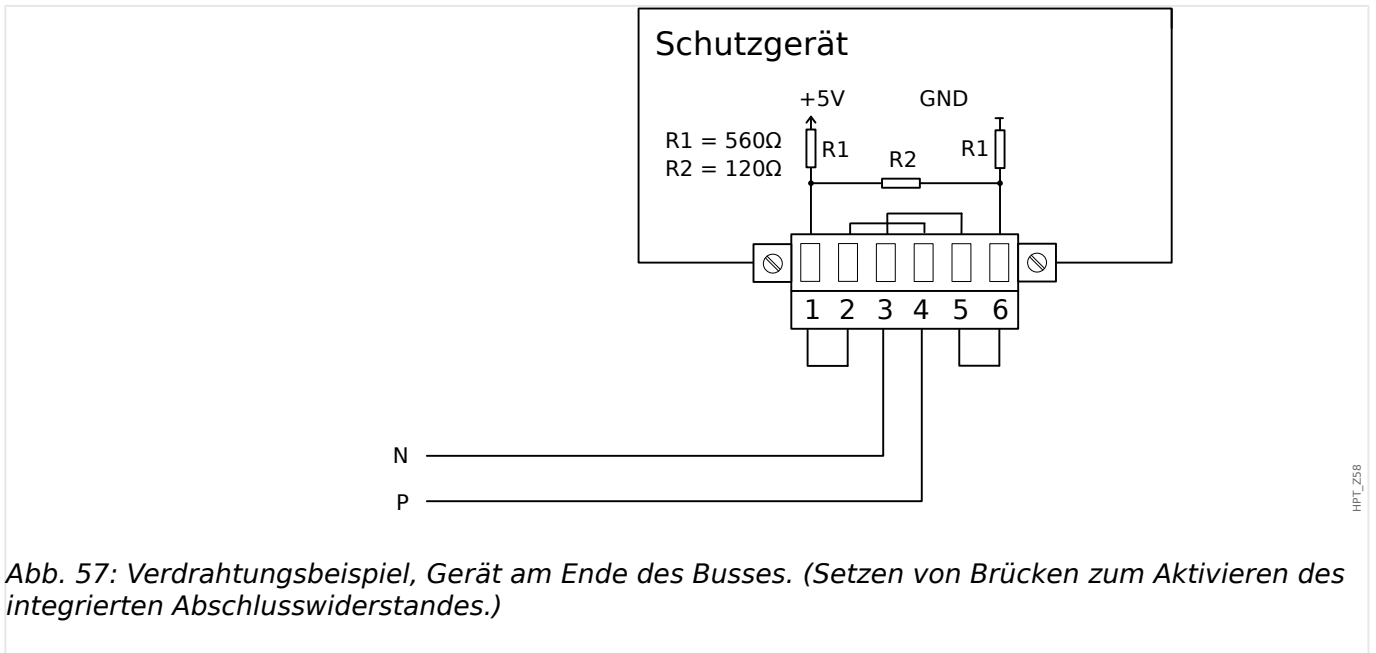 Schutzgerät
+5V GND
R1 = 560Ω
R2 = 120Ω
R1 R2 R1
1 2 3 4 5 6
N
P
HPT_Z58
Abb. 57: Verdrahtungsbeispiel, Gerät am Ende des Busses. (Setzen von Brücken zum Aktivieren des
integrierten Abschlusswiderstandes.)